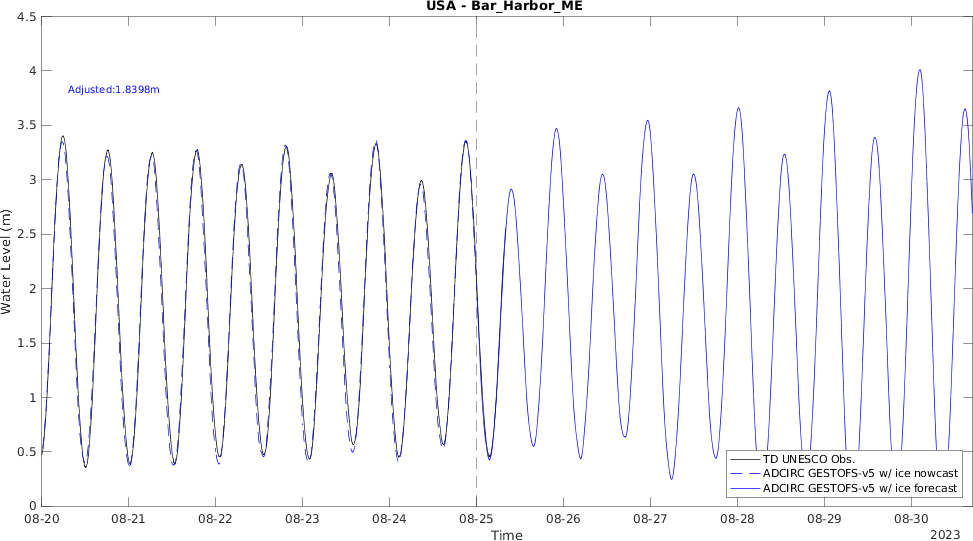 USA - Bar_Harbor_ME
4.5
4
3.5
3
2.5
2
1.5
1
0.5
0
Water Level (m)
Adjusted:1.8398m
TD UNESCO Obs.
ADCIRC GESTOFS-v5 w/ ice nowcast
ADCIRC GESTOFS-v5 w/ ice forecast
08-20 08-21 08-22 08-23 08-24 08-25 08-26 08-27 08-28 08-29 08-30
Time
2023